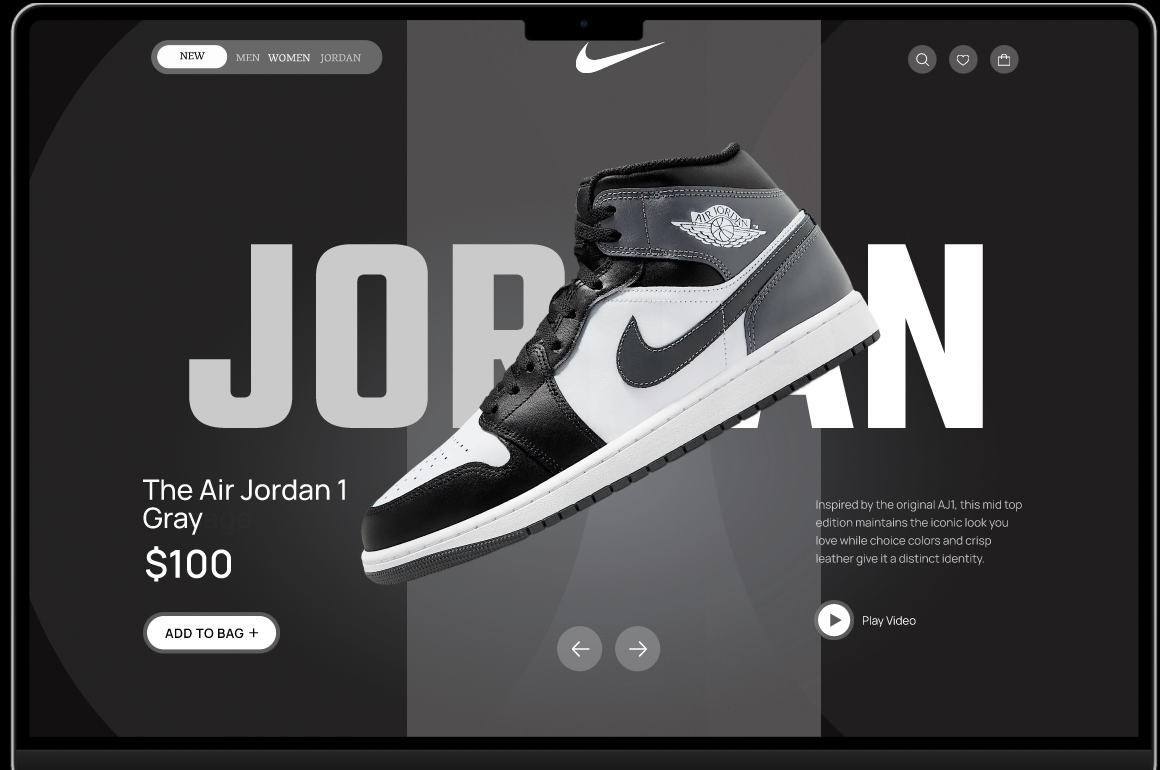 NEW MEN WOMEN JORDAN
JORDAN
AIR JORDAN
The Air Jordan 1
Gray
$100
ADD TO BAG +
Inspired by the original AJ1, this mid top
edition maintains the iconic look you
love while choice colors and crisp
leather give it a distinct identity.
Play Video